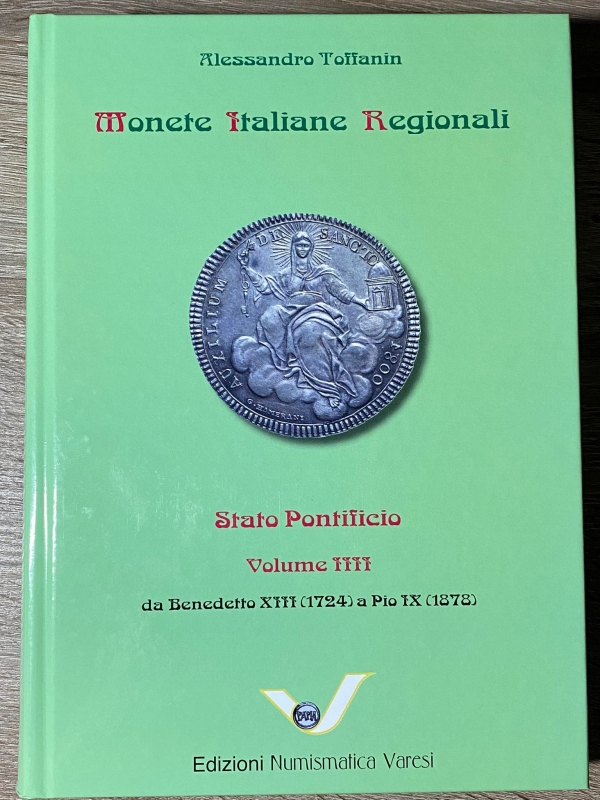 Alessandro Toffanin
Monete Italiane Regionali
AUXILIUM DE SANCTO
1800
G. HAMERANI
Stato Pontificio
Volume IIII
da Benedetto XIII (1724) a Pio IX (1878)
Edizioni Numismatica Varesi